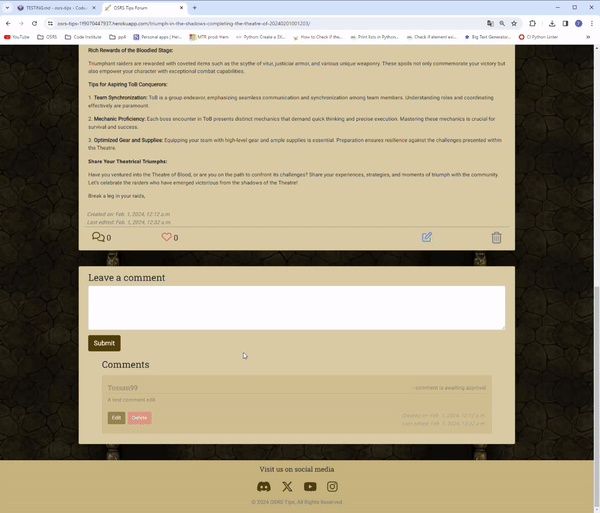 TESTING.md - osrs-tips - Code
OSRS Tips Forum
osrs-tips-1f9070447937.herokuapp.com/triumph-in-the-shadows-completing-the-theatre-of-20240201001203/
YouTube
OSRS
Code Institute
pp4
Personal apps | Her...
MTR prod: Hem
Python Create a 3X...
How to Check if the...
Print lists in Python...
Check if element ex...
Big Text Generator...
CI Python Linter
Rich Rewards of the Bloodied Stage:
Triumphant raiders are rewarded with coveted items such as the scythe of vitur, justiciar armor, and various unique weaponry. These spoils not only commemorate your victory but
also empower your character with exceptional combat capabilities.
Tips for Aspiring ToB Conquerors:
1. Team Synchronization: ToB is a group endeavor, emphasizing seamless communication and synchronization among team members. Understanding roles and coordinating
effectively are paramount.
2. Mechanic Proficiency: Each boss encounter in ToB presents distinct mechanics that demand quick thinking and precise execution. Mastering these mechanics is crucial for
survival and success.
3. Optimized Gear and Supplies: Equipping your team with high-level gear and ample supplies is essential. Preparation ensures resilience against the challenges presented within
the Theatre.
Share Your Theatrical Triumphs:
Have you ventured into the Theatre of Blood, or are you on the path to confront its challenges? Share your experiences, strategies, and moments of triumph with the community.
Let's celebrate the raiders who have emerged victorious from the shadows of the Theatre!
Break a leg in your raids,
Created on: Feb. 1, 2024, 12:12 a.m.
Last edited: Feb. 1, 2024, 12:32 a.m.
0
0
Leave a comment
Submit
Comments
Tossan99
- comment is awaiting approval
A test comment edit
Edit
Delete
Created on: Feb. 1, 2024, 12:12 a.m.
Last edited: Feb. 1, 2024, 12:32 a.m.
Visit us on social media
© 2024 OSRS Tips, All Rights Reserved